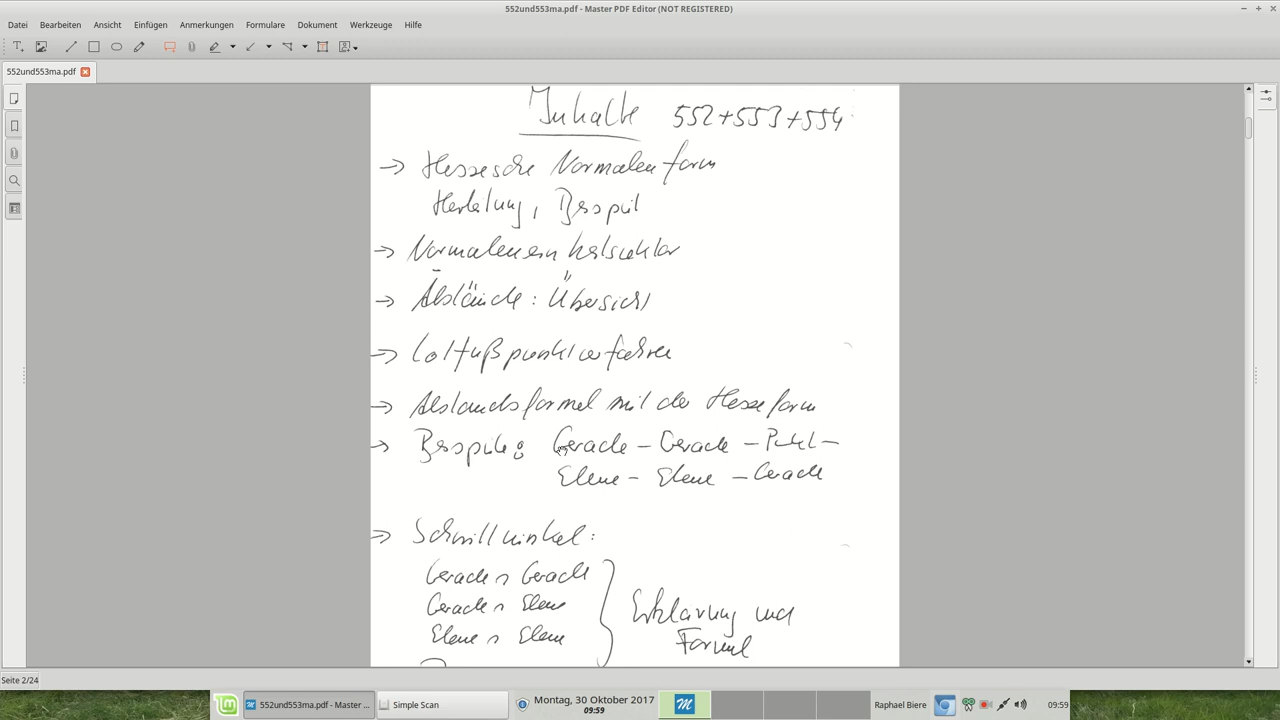 552und553ma.pdf - Master PDF Editor (NOT REGISTERED)
Datei Bearbeiten Ansicht Einfügen Anmerkungen Formulare Dokument Werkzeuge Hilfe
552und553ma.pdf
Inhalte 552+553+554
→ Hessesche Normalenform
Herleitung, Beispiel
→ Normaleneinheitsvektor
→ Abstände: Übersicht
→ Lotfußpunktverfahren
→ Abstandsformel mit der Hesseform
→ Beispiele: Gerade - Gerade - Punkt -
Ebene - Ebene - Gerade
→ Schnittwinkel:
Gerade ∩ Gerade
Gerade ∩ Ebene
Ebene ∩ Ebene
Erklärung und
Formel
Seite 2/24
552und553ma.pdf - Master ... Simple Scan Montag, 30 Oktober 2017 09:59 Raphael Biere 09:59